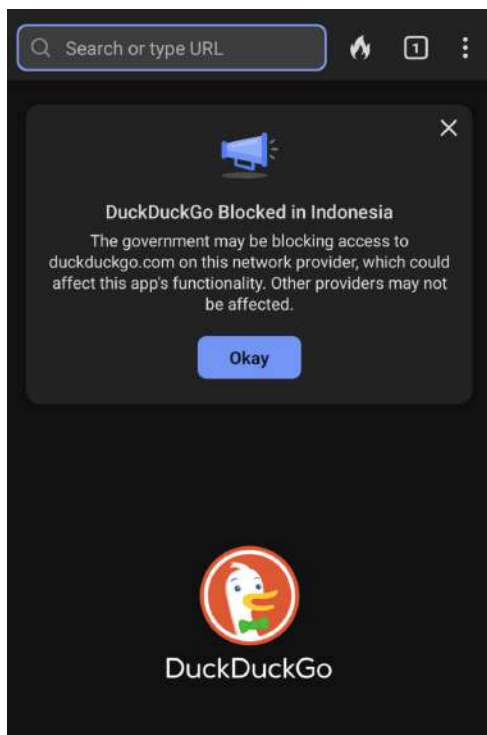 Search or type URL
1
DuckDuckGo Blocked in Indonesia
The government may be blocking access to
duckduckgo.com on this network provider, which could
affect this app's functionality. Other providers may not
be affected.
Okay
DuckDuckGo